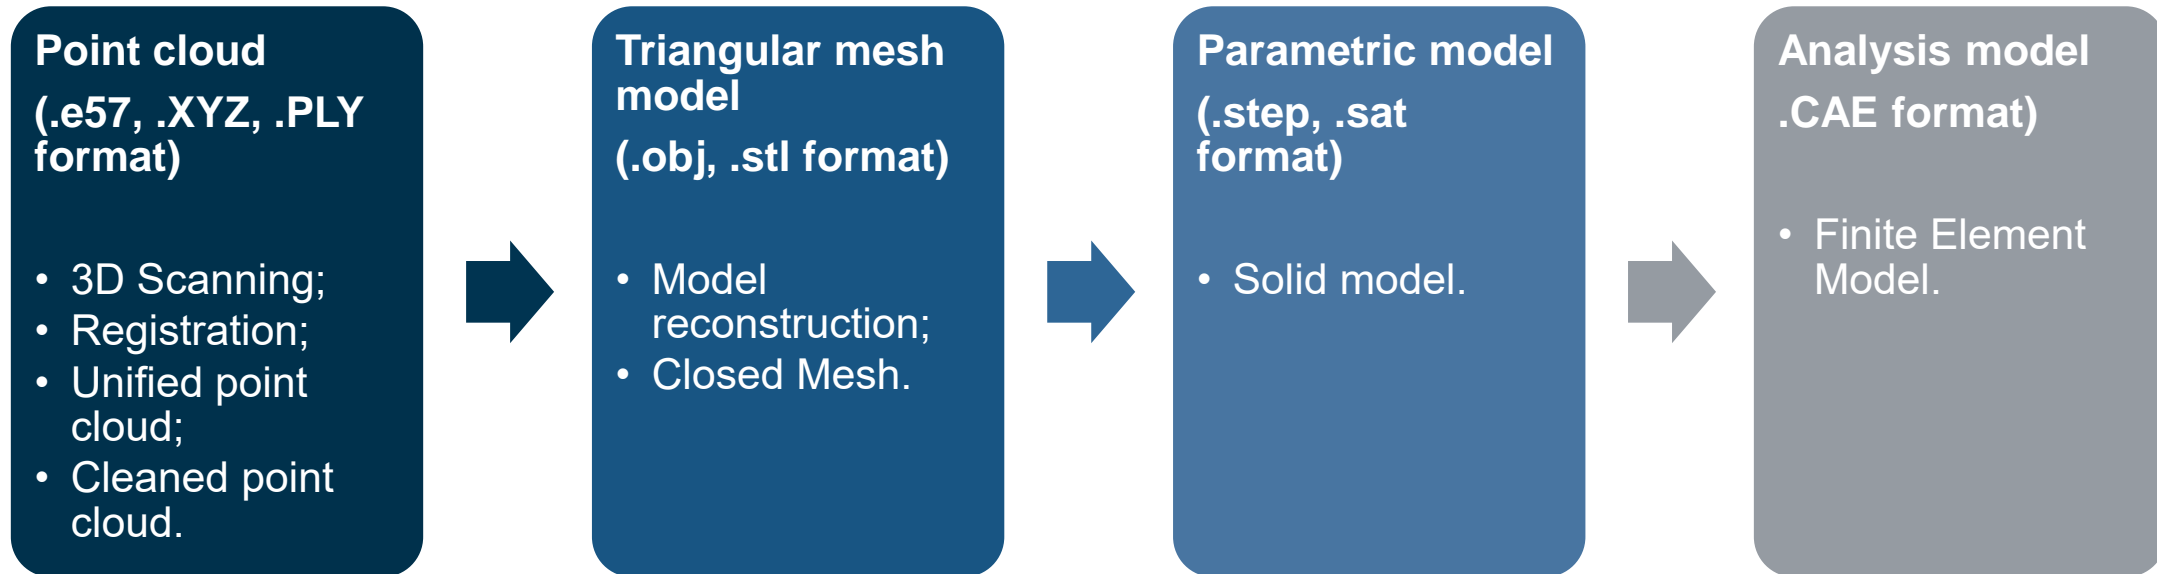 Point cloud
(.e57, .XYZ, .PLY
format)
• 3D Scanning;
• Registration;
• Unified point
cloud;
• Cleaned point
cloud.
Triangular mesh
model
(.obj, .stl format)
• Model
reconstruction;
• Closed Mesh.
Parametric model
(.step, .sat
format)
• Solid model.
Analysis model
.CAE format)
• Finite Element
Model.